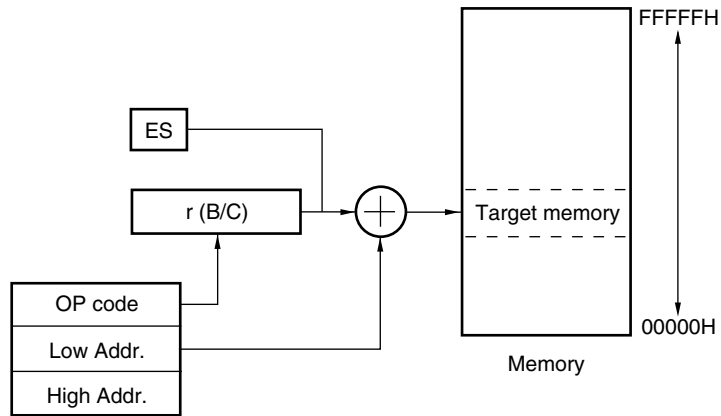 FFFFFH
ES
r (B/C)
Target memory
OP code
Low Addr.
High Addr.
00000H
Memory